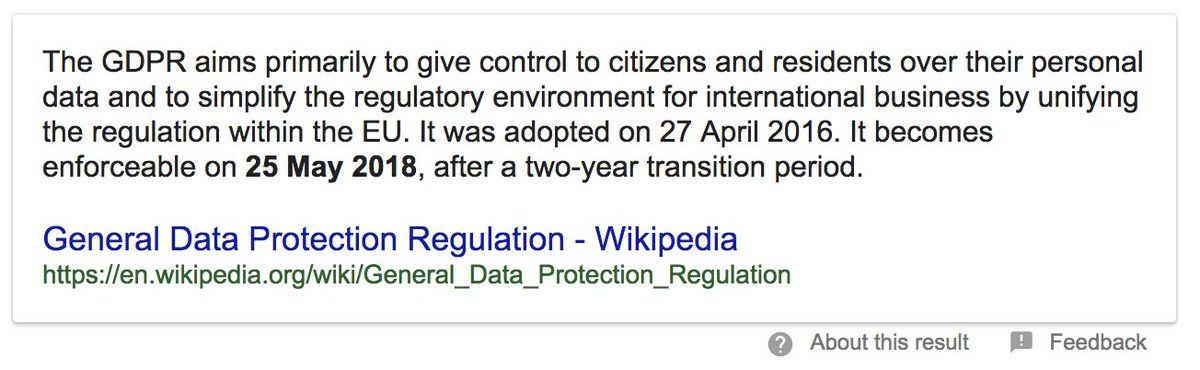 The GDPR aims primarily to give control to citizens and residents over their personal
data and to simplify the regulatory environment for international business by unifying
the regulation within the EU. It was adopted on 27 April 2016. It becomes
enforceable on 25 May 2018, after a two-year transition period.
General Data Protection Regulation - Wikipedia
https://en.wikipedia.org/wiki/General_Data_Protection_Regulation
About this result Feedback